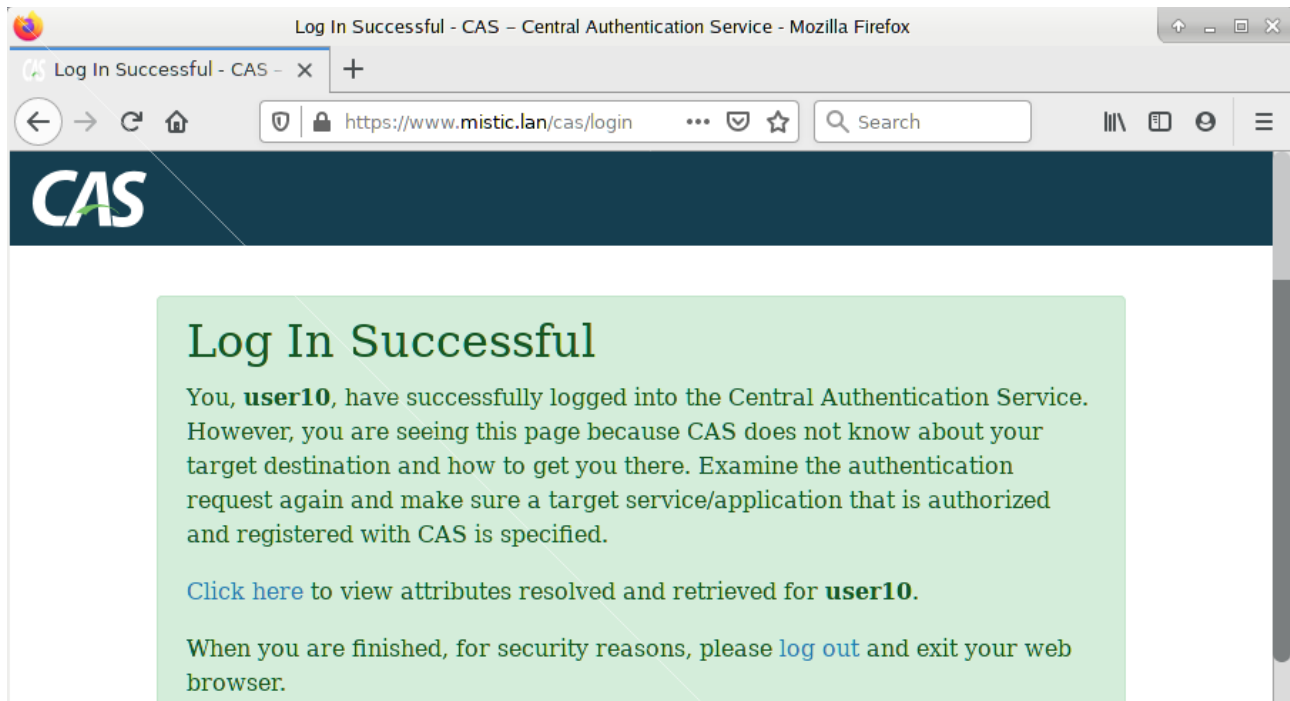 Log In Successful - CAS – Central Authentication Service - Mozilla Firefox
CAS Log In Successful - CAS –
https://www.mistic.lan/cas/login
Search
CAS
Log In Successful
You, user10, have successfully logged into the Central Authentication Service.
However, you are seeing this page because CAS does not know about your
target destination and how to get you there. Examine the authentication
request again and make sure a target service/application that is authorized
and registered with CAS is specified.
Click here to view attributes resolved and retrieved for user10.
When you are finished, for security reasons, please log out and exit your web
browser.